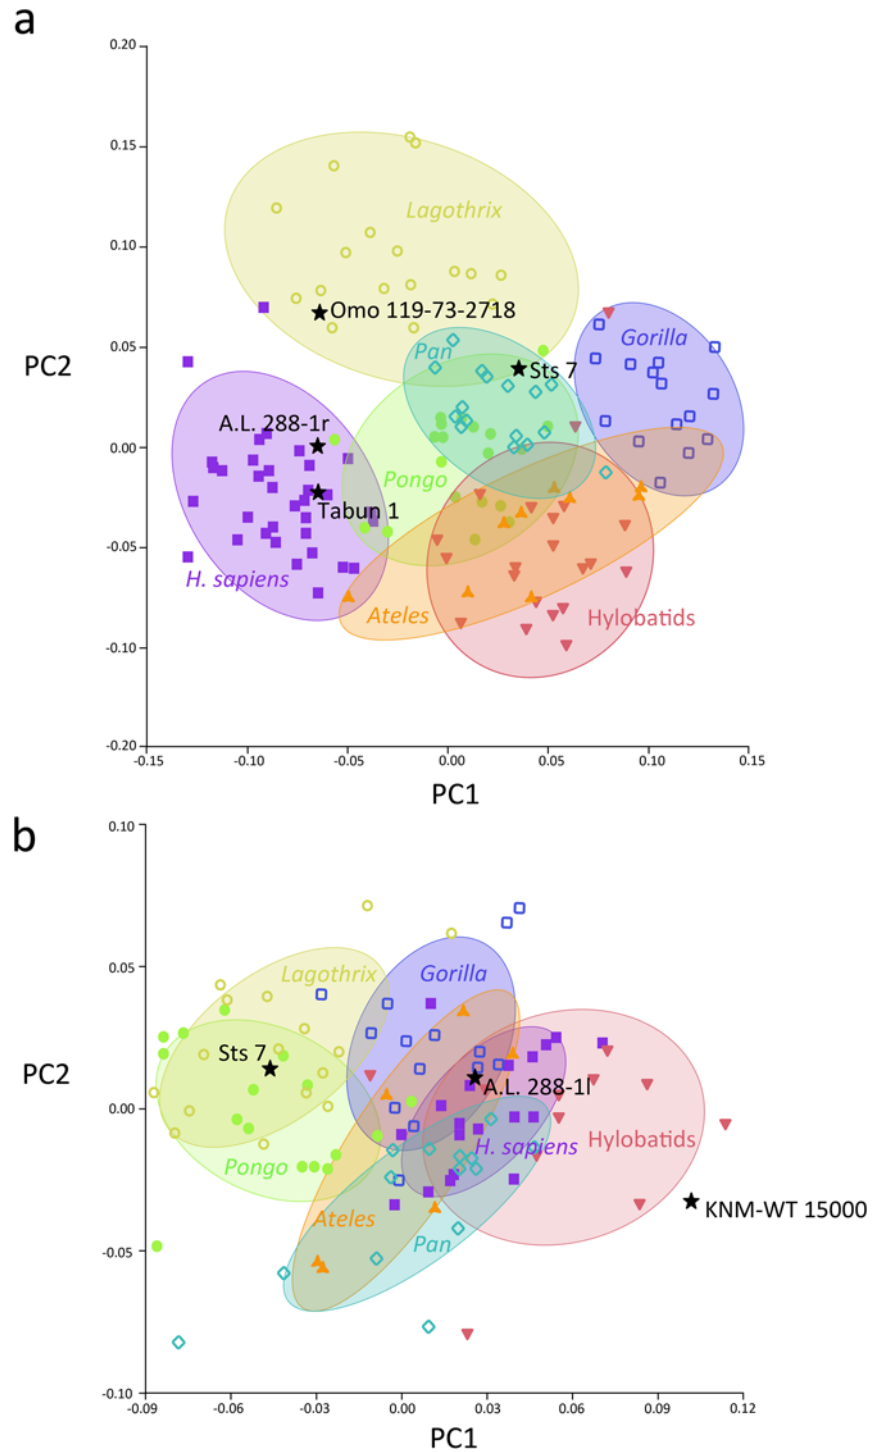 a
0.20
0.15
Lagothrix
0.10
Omo 119-73-2718
0.05
Pan
Gorilla
PC2
Sts 7
A.L. 288-1r
0.00
Pongo
Tabun 1
-0.05
H. sapiens
Ateles
Hylobatids
-0.10
-0.15
-0.20
-0.15 -0.10 -0.05 0.00 0.05 0.10 0.15
PC1
b
0.10
0.05
Lagothrix
Gorilla
Sts 7
PC2
A.L. 288-1l
0.00
H. sapiens
Hylobatids
Pongo
KNM-WT 15000
Ateles
Pan
-0.05
-0.10
-0.09 -0.06 -0.03 0.00 0.03 0.06 0.09 0.12
PC1